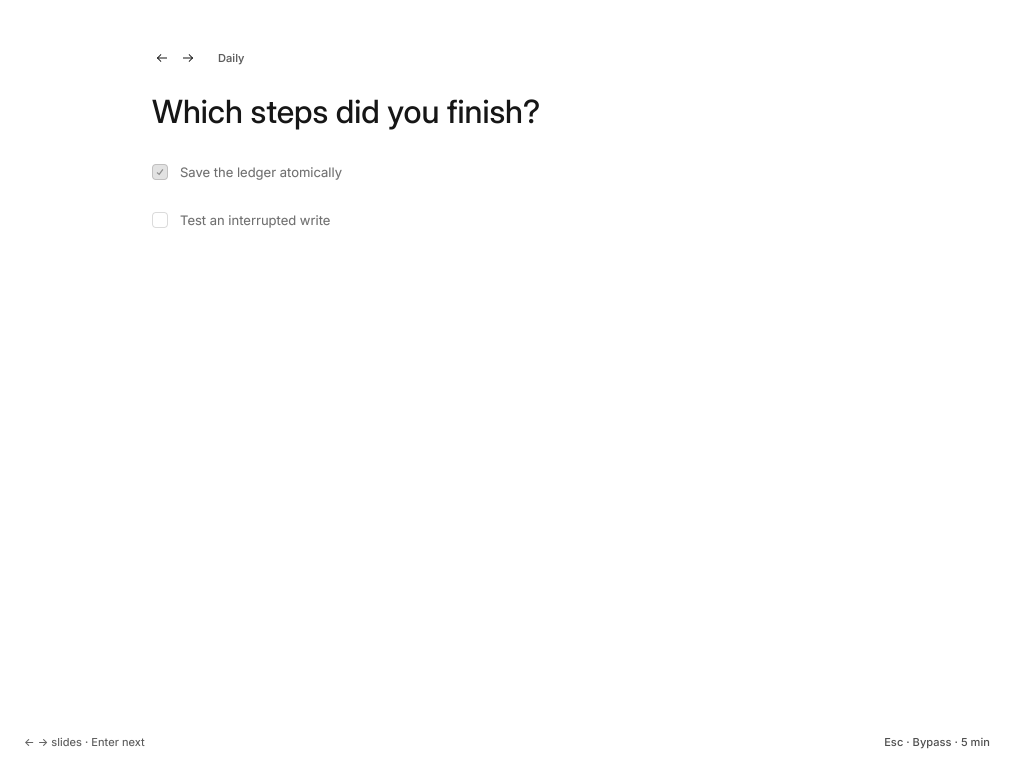 ← → Daily
Which steps did you finish?
Save the ledger atomically
Test an interrupted write
← → slides · Enter next
Esc · Bypass · 5 min